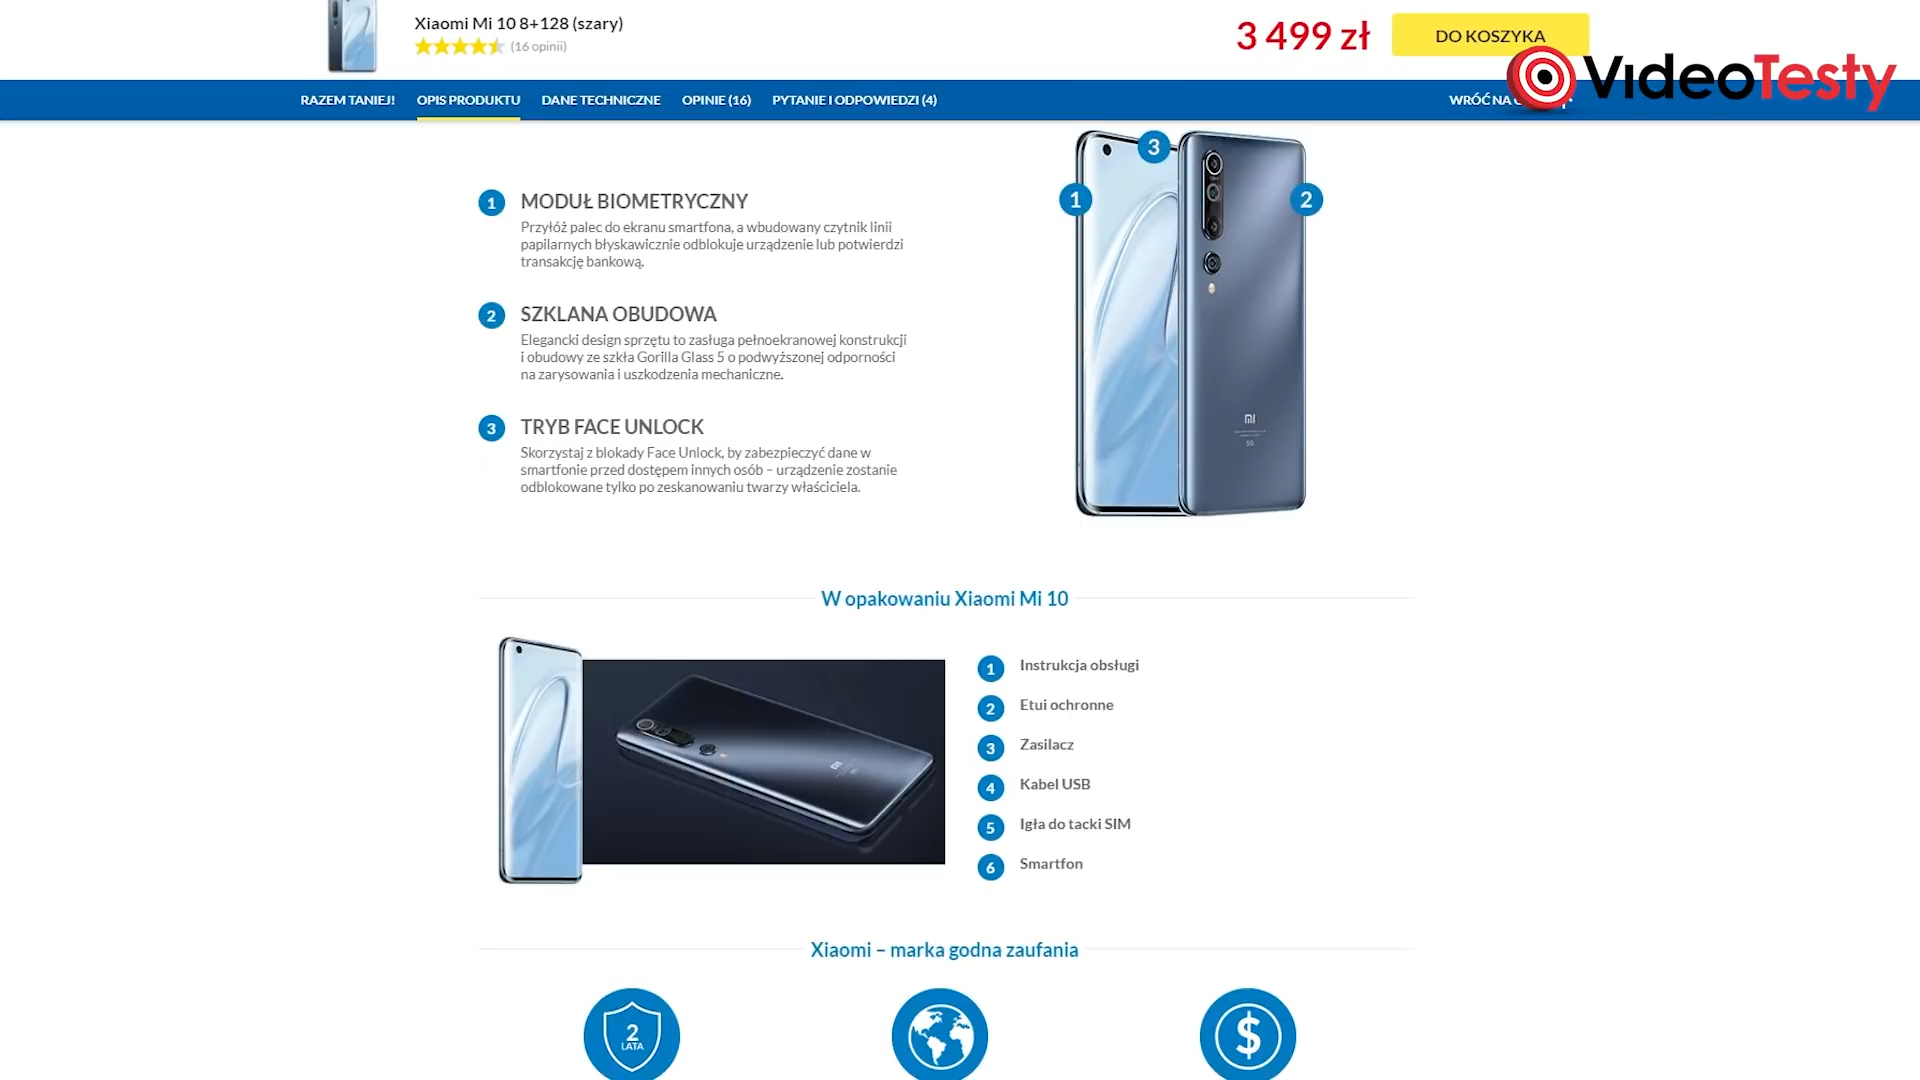 Xiaomi Mi 10 8+128 (szary)
(16 opinii)
3 499 zł
DO KOSZYKA
VideoTesty
RAZEM TANIEJ!
OPIS PRODUKTU
DANE TECHNICZNE
OPINIE (16)
PYTANIE I ODPOWIEDZI (4)
WRÓĆ NA
1
MODUŁ BIOMETRYCZNY
Przyłóż palec do ekranu smartfona, a wbudowany czytnik linii
papilarnych błyskawicznie odblokuje urządzenie lub potwierdzi
transakcję bankową.
2
SZKLANA OBUDOWA
Elegancki design sprzętu to zasługa pełnoekranowej konstrukcji
i obudowy ze szkła Gorilla Glass 5 o podwyższonej odporności
na zarysowania i uszkodzenia mechaniczne.
3
TRYB FACE UNLOCK
Skorzystaj z blokady Face Unlock, by zabezpieczyć dane w
smartfonie przed dostępem innych osób – urządzenie zostanie
odblokowane tylko po zeskanowaniu twarzy właściciela.
3
1
2
5G
W opakowaniu Xiaomi Mi 10
1 Instrukcja obsługi
2 Etui ochronne
3 Zasilacz
4 Kabel USB
5 Igła do tacki SIM
6 Smartfon
Xiaomi – marka godna zaufania
2
LATA
$